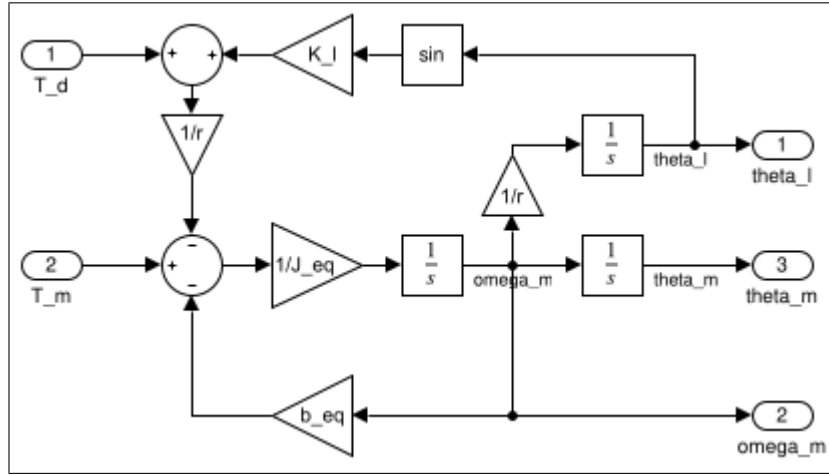 1
T_d
+
+
K_l
sin
1/r
1
s
theta_l
1
theta_l
1/r
2
T_m
+
−
−
1/J_eq
1
s
omega_m
1
s
theta_m
3
theta_m
b_eq
2
omega_m